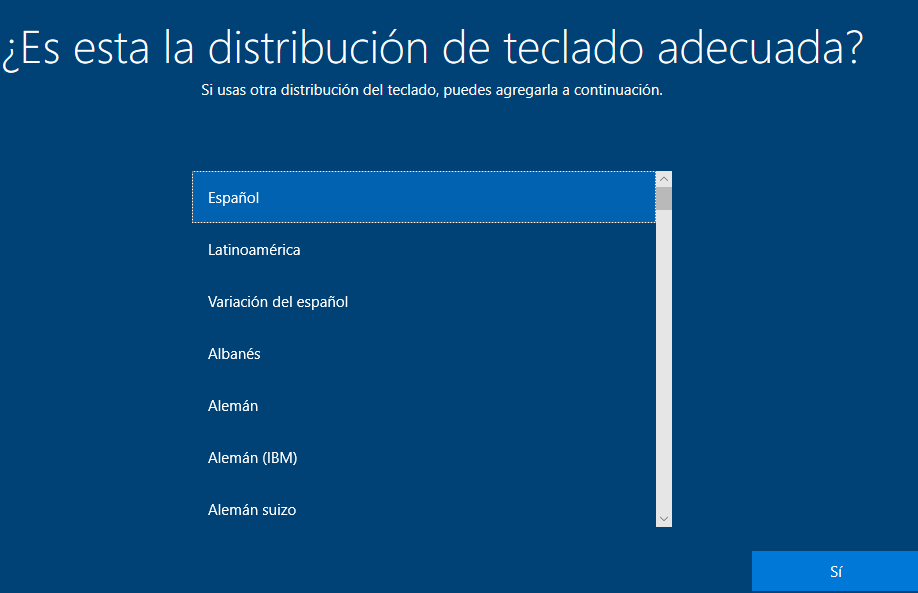 ¿Es esta la distribución de teclado adecuada?
Si usas otra distribución del teclado, puedes agregarla a continuación.
Español
Latinoamérica
Variación del español
Albanés
Alemán
Alemán (IBM)
Alemán suizo
Sí